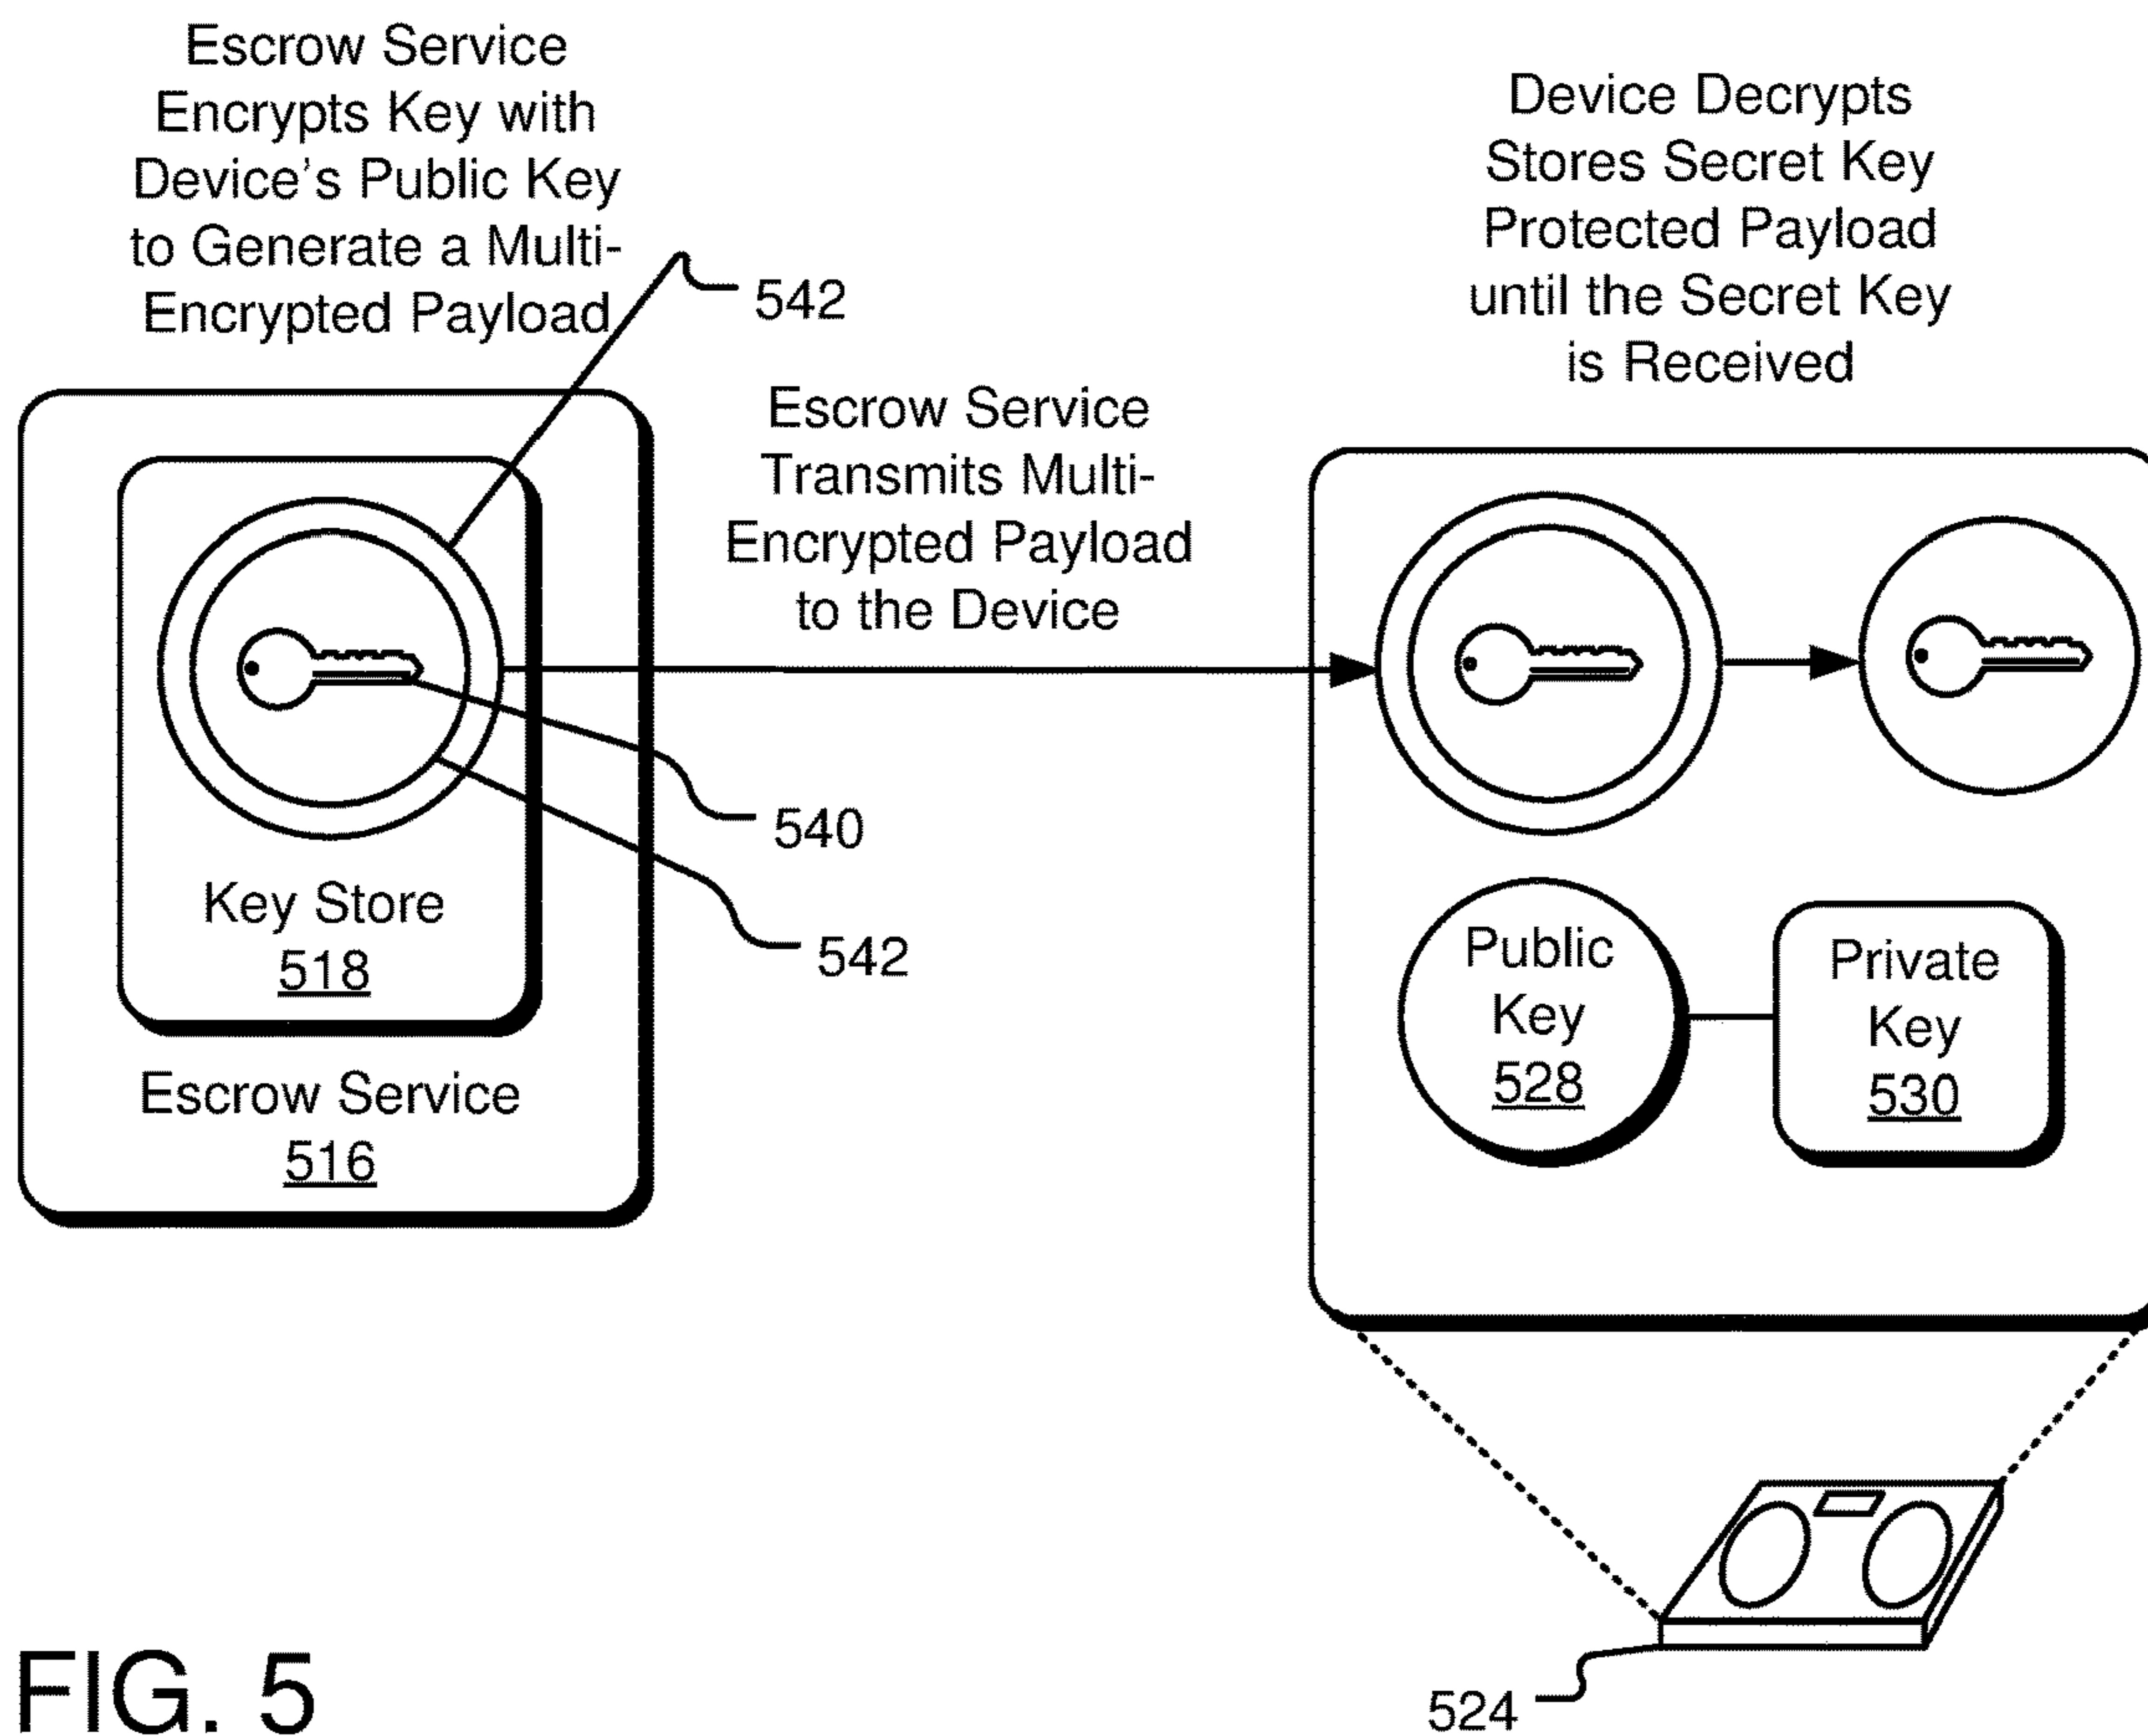 Escrow Service
Encrypts Key with
Device's Public Key
to Generate a Multi-
Encrypted Payload
542
Device Decrypts
Stores Secret Key
Protected Payload
until the Secret Key
is Received
Escrow Service
Transmits Multi-
Encrypted Payload
to the Device
540
542
Key Store
518
Escrow Service
516
Public
Key
528
Private
Key
530
524
FIG. 5